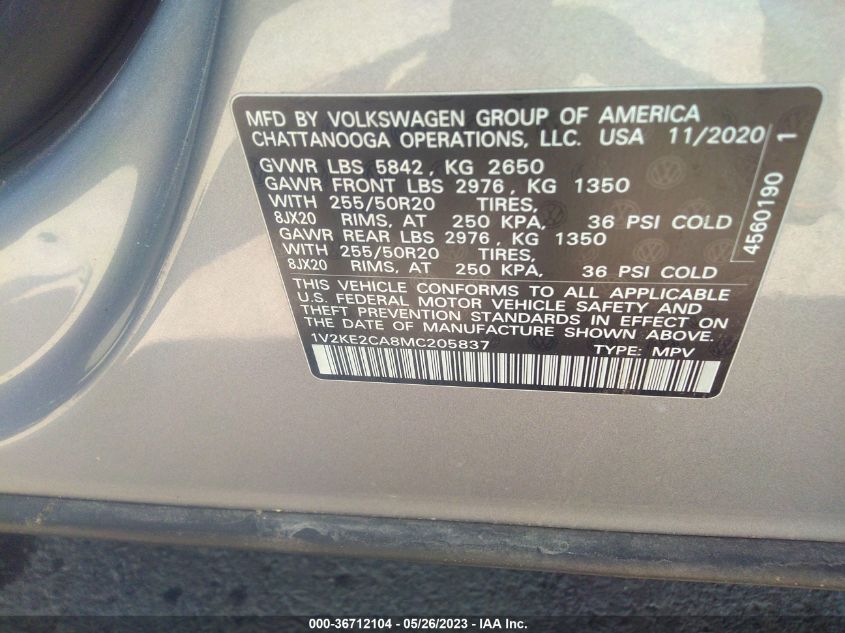 MFD BY VOLKSWAGEN GROUP OF AMERICA
CHATTANOOGA OPERATIONS, LLC. USA 11/2020
GVWR LBS 5842, KG 2650
GAWR FRONT LBS 2976, KG 1350
WITH 255/50R20 TIRES,
8JX20 RIMS, AT 250 KPA, 36 PSI COLD
GAWR REAR LBS 2976, KG 1350
WITH 255/50R20 TIRES,
8JX20 RIMS, AT 250 KPA, 36 PSI COLD
THIS VEHICLE CONFORMS TO ALL APPLICABLE
U.S. FEDERAL MOTOR VEHICLE SAFETY AND
THEFT PREVENTION STANDARDS IN EFFECT ON
THE DATE OF MANUFACTURE SHOWN ABOVE.
1V2KE2CA8MC205837 TYPE: MPV
4560190 1
000-36712104 - 05/26/2023 - IAA Inc.